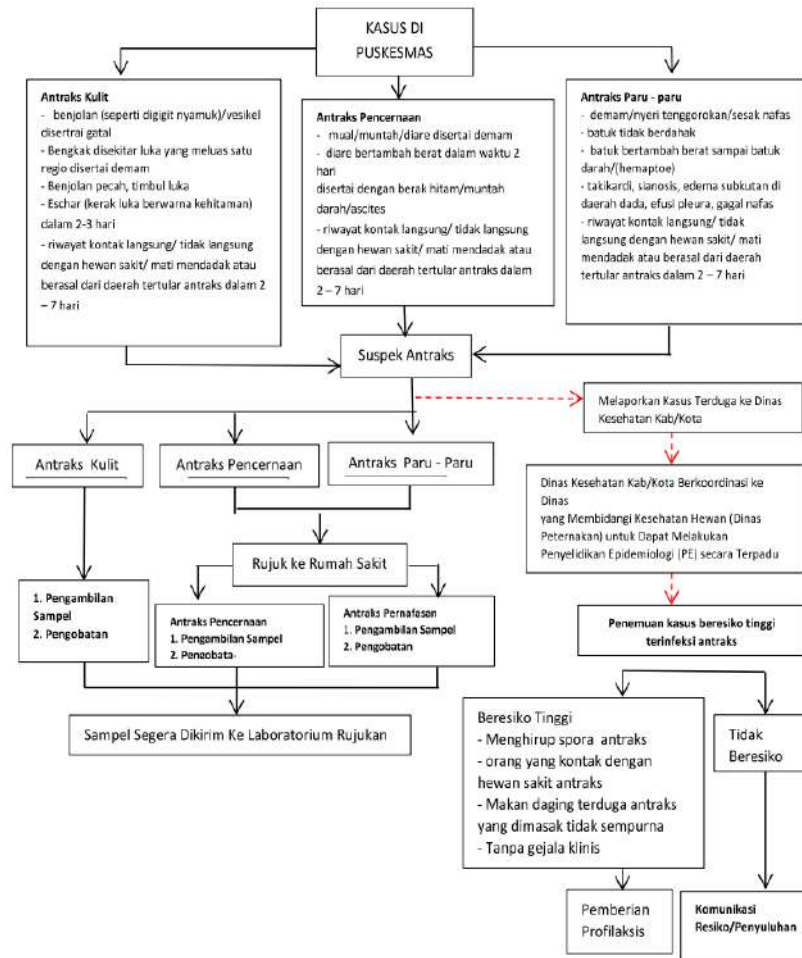 KASUS DI
PUSKESMAS
Antraks Kulit
- benjolan (seperti digigit nyamuk)/vesikel
disertrai gatal
- Bengkak disekitar luka yang meluas satu
regio disertai demam
- Benjolan pecah, timbul luka
- Eschar (kerak luka berwarna kehitaman)
dalam 2-3 hari
- riwayat kontak langsung/ tidak langsung
dengan hewan sakit/ mati mendadak atau
berasal dari daerah tertular antraks dalam 2
– 7 hari
Antraks Pencernaan
- mual/muntah/diare disertai demam
- diare bertambah berat dalam waktu 2
hari
disertai dengan berak hitam/muntah
darah/ascites
- riwayat kontak langsung/ tidak langsung
dengan hewan sakit/ mati mendadak atau
berasal dari daerah tertular antraks dalam
2 – 7 hari
Antraks Paru - paru
- demam/nyeri tenggorokan/sesak nafas
- batuk tidak berdahak
- batuk bertambah berat sampai batuk
darah/(hemaptoe)
- takikardi, sianosis, edema subkutan di
daerah dada, efusi pleura, gagal nafas
- riwayat kontak langsung/ tidak
langsung dengan hewan sakit/ mati
mendadak atau berasal dari daerah
tertular antraks dalam 2 – 7 hari
Suspek Antraks
Melaporkan Kasus Terduga ke Dinas
Kesehatan Kab/Kota
Antraks Kulit
Antraks Pencernaan
Antraks Paru - Paru
Dinas Kesehatan Kab/Kota Berkoordinasi ke
Dinas
yang Membidangi Kesehatan Hewan (Dinas
Peternakan) untuk Dapat Melakukan
Penyelidikan Epidemiologi (PE) secara Terpadu
Rujuk ke Rumah Sakit
1. Pengambilan
Sampel
2. Pengobatan
Antraks Pencernaan
1. Pengambilan Sampel
2. Pengobata-
Antraks Pernafasan
1. Pengambilan Sampel
2. Pengobatan
Penemuan kasus beresiko tinggi
terinfeksi antraks
Sampel Segera Dikirim Ke Laboratorium Rujukan
Beresiko Tinggi
- Menghirup spora antraks
- orang yang kontak dengan
hewan sakit antraks
- Makan daging terduga antraks
yang dimasak tidak sempurna
- Tanpa gejala klinis
Tidak
Beresiko
Pemberian
Profilaksis
Komunikasi
Resiko/Penyuluhan